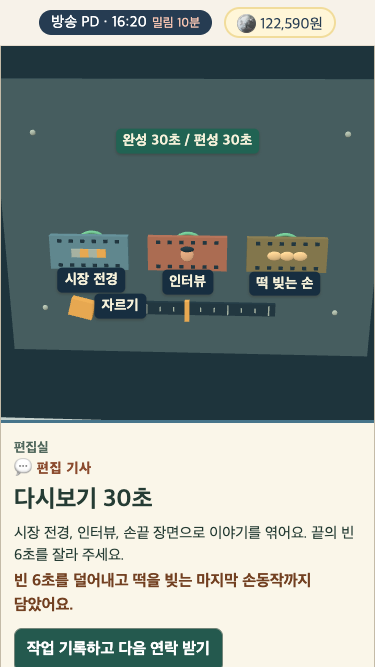 방송 PD · 16:20 밀림 10분
122,590원
완성 30초 / 편성 30초
시장 전경
인터뷰
떡 빚는 손
자르기
편집실
편집 기사
다시보기 30초
시장 전경, 인터뷰, 손끝 장면으로 이야기를 엮어요. 끝의 빈
6초를 잘라 주세요.
빈 6초를 덜어내고 떡을 빚는 마지막 손동작까지
담았어요.
작업 기록하고 다음 연락 받기